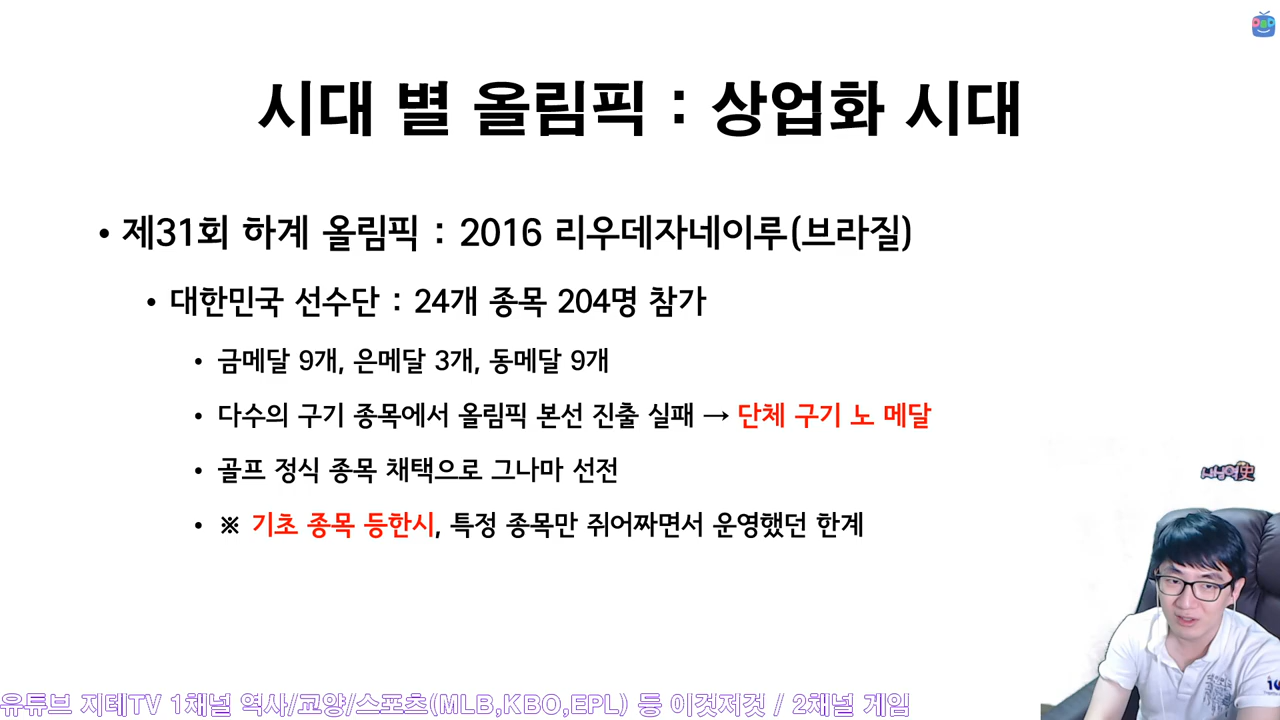 시대 별 올림픽 : 상업화 시대
• 제31회 하계 올림픽 : 2016 리우데자네이루(브라질)
• 대한민국 선수단 : 24개 종목 204명 참가
• 금메달 9개, 은메달 3개, 동메달 9개
• 다수의 구기 종목에서 올림픽 본선 진출 실패 → 단체 구기 노 메달
• 골프 정식 종목 채택으로 그나마 선전
• ※ 기초 종목 등한시, 특정 종목만 쥐어짜면서 운영했던 한계
유튜브 지테TV 1채널 역사/교양/스포츠(MLB,KBO,EPL) 등 이것저것 / 2채널 게임